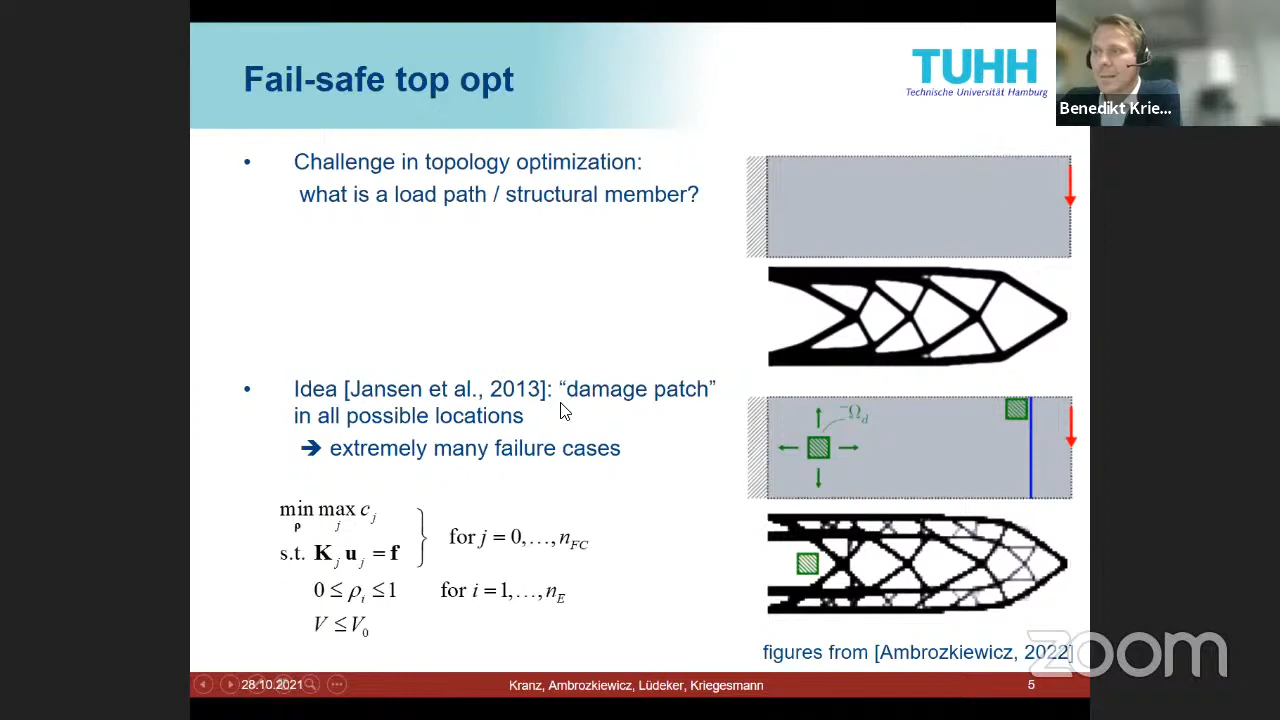 Fail-safe top opt
TUHH
Technische Universität Hamburg
Benedikt Krie...
• Challenge in topology optimization:
what is a load path / structural member?
• Idea [Jansen et al., 2013]: “damage patch”
in all possible locations
➔ extremely many failure cases
Ω_d
min max c_j
ρ j
s.t. K_j u_j = f
for j = 0,…,n_FC
0 ≤ ρ_i ≤ 1 for i = 1,…,n_E
V ≤ V_0
figures from [Ambrozkiewicz, 2022]
zoom
28.10.2021
Kranz, Ambrozkiewicz, Lüdeker, Kriegesmann
5